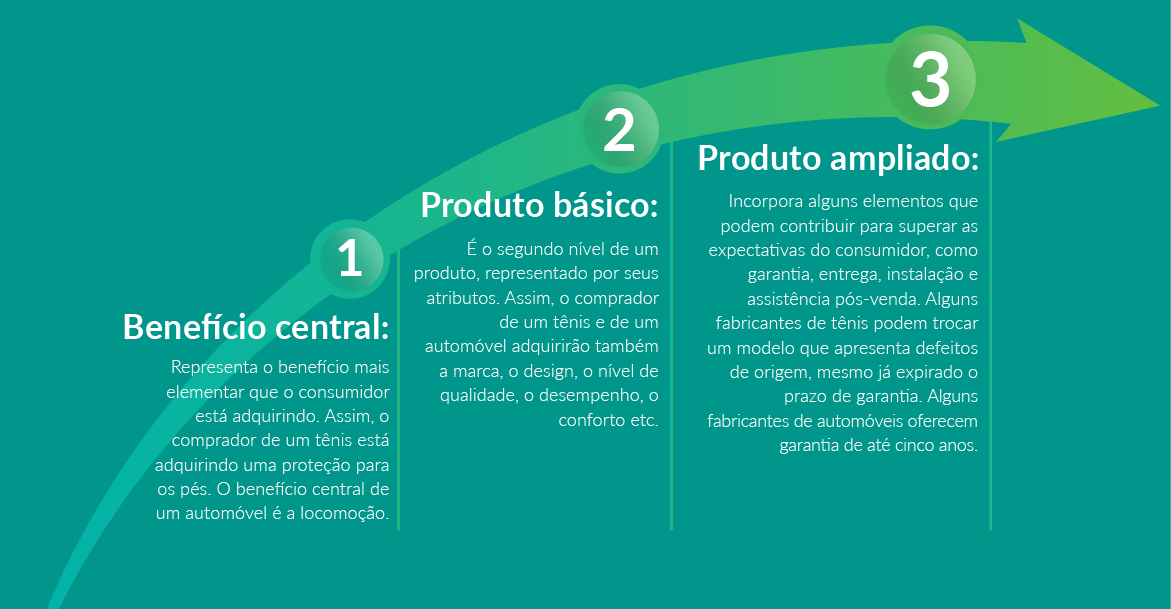 1
Benefício central:
Representa o benefício mais
elementar que o consumidor
está adquirindo. Assim, o
comprador de um tênis está
adquirindo uma proteção para
os pés. O benefício central de
um automóvel é a locomoção.
2
Produto básico:
É o segundo nível de um
produto, representado por seus
atributos. Assim, o comprador
de um tênis e de um
automóvel adquirirão também
a marca, o design, o nível de
qualidade, o desempenho, o
conforto etc.
3
Produto ampliado:
Incorpora alguns elementos que
podem contribuir para superar as
expectativas do consumidor, como
garantia, entrega, instalação e
assistência pós-venda. Alguns
fabricantes de tênis podem trocar
um modelo que apresenta defeitos
de origem, mesmo já expirado o
prazo de garantia. Alguns
fabricantes de automóveis oferecem
garantia de até cinco anos.